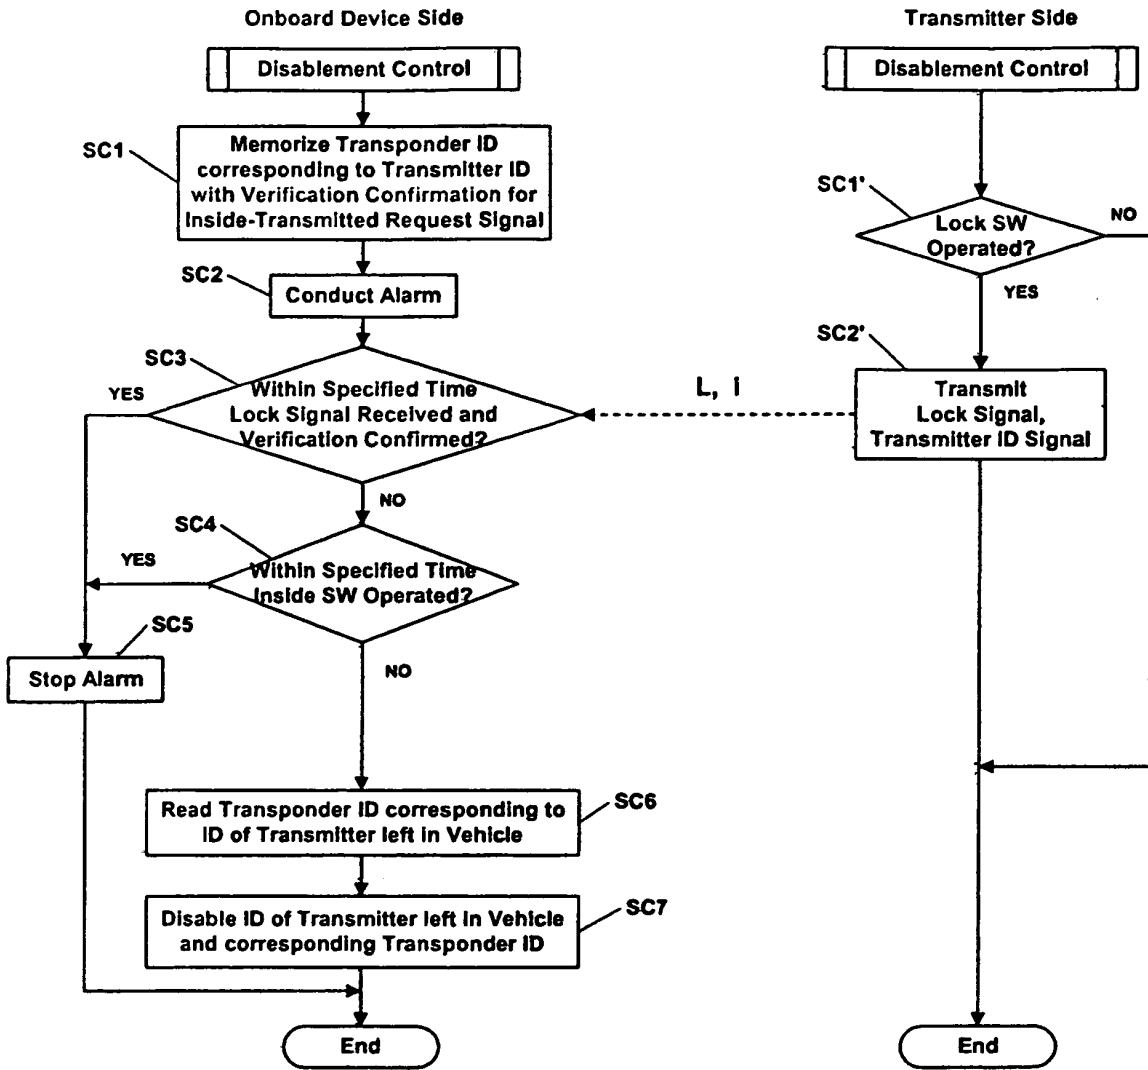 Onboard Device Side
Disablement Control
SC1
Memorize Transponder ID
corresponding to Transmitter ID
with Verification Confirmation for
Inside-Transmitted Request Signal
SC2
Conduct Alarm
SC3
YES
Within Specified Time
Lock Signal Received and
Verification Confirmed?
NO
SC4
YES
Within Specified Time
Inside SW Operated?
NO
SC5
Stop Alarm
Read Transponder ID corresponding to
ID of Transmitter left in Vehicle
SC6
Disable ID of Transmitter left in Vehicle
and corresponding Transponder ID
SC7
End
Transmitter Side
Disablement Control
SC1'
Lock SW
Operated?
NO
YES
SC2'
Transmit
Lock Signal,
Transmitter ID Signal
L, i
End